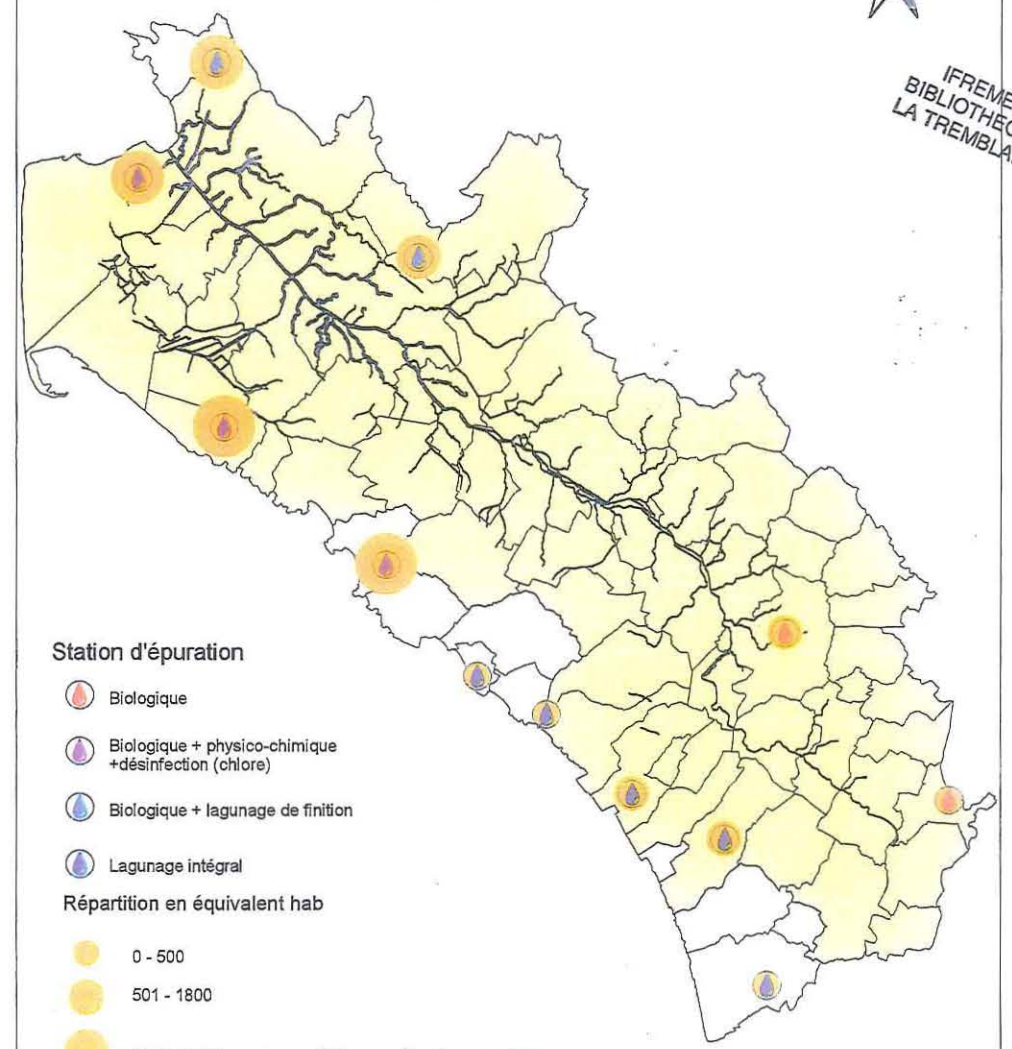 IFREME
BIBLIOTHEC
LA TREMBLA
Station d'épuration
Biologique
Biologique + physico-chimique
+désinfection (chlore)
Biologique + lagunage de finition
Lagunage intégral
Répartition en équivalent hab
0 - 500
501 - 1800